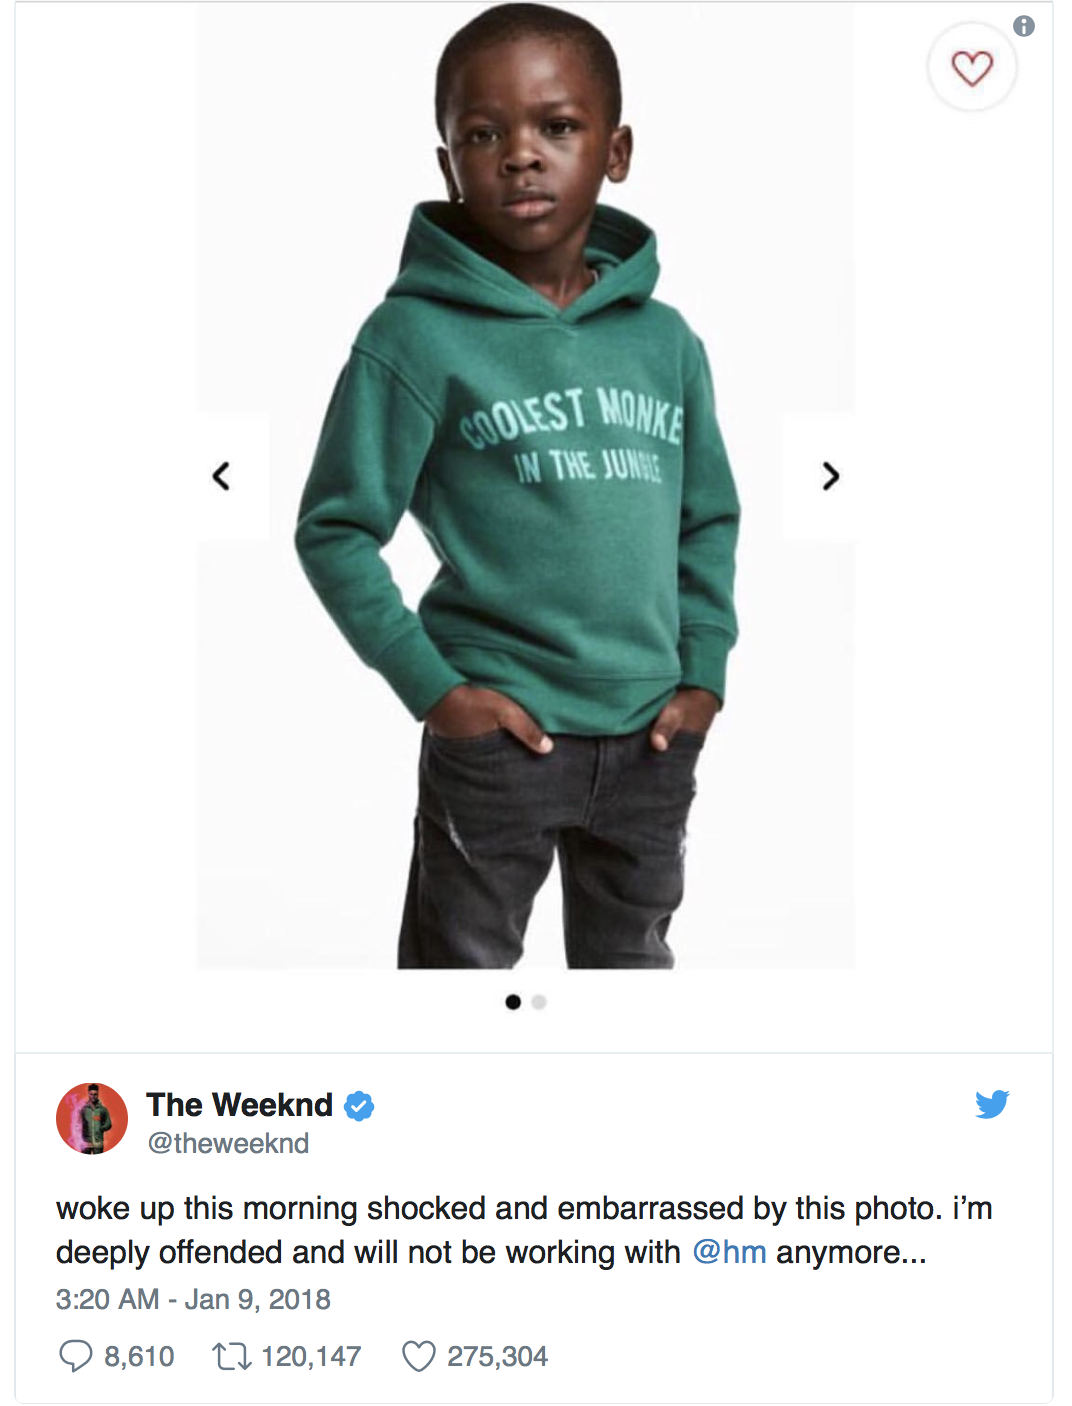 COOLEST MONKE
IN THE JUNGLE
The Weeknd
@theweeknd
woke up this morning shocked and embarrassed by this photo. i’m
deeply offended and will not be working with @hm anymore...
3:20 AM - Jan 9, 2018
8,610 120,147 275,304